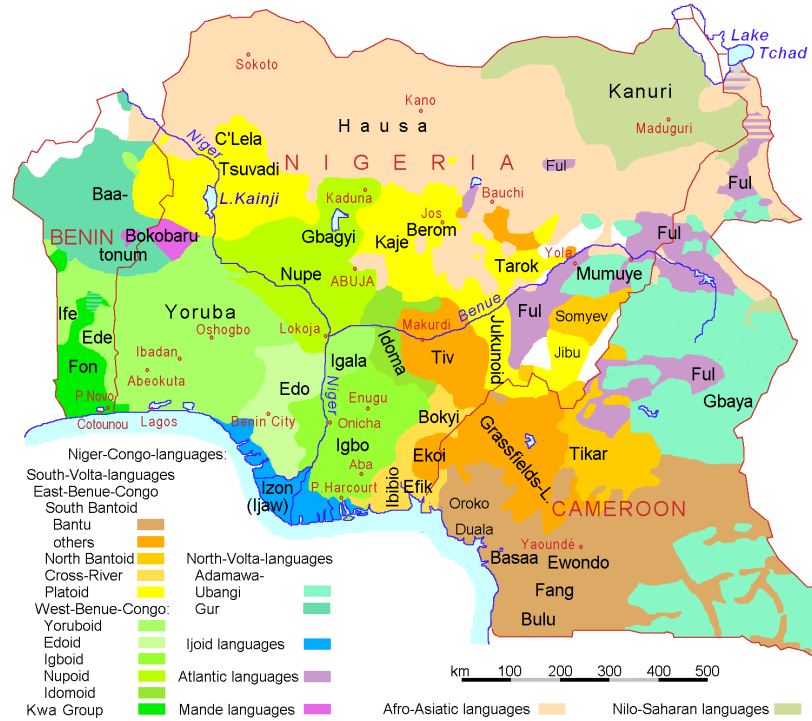 Lake
Tchad
Sokoto
Kanuri
Kano
Hausa
Maduguri
Niger
C'Lela
Tsuvadi
NIGERIA
Ful
Ful
Baa-
L.Kainji
Kaduna
Bauchi
Jos
BENIN
Bokobaru
Gbagyi
Kaje
Berom
Ful
tonum
Yola
Nupe
ABUJA
Tarok
Mumuye
Ife
Yoruba
Benue
Ful
Somyev
Oshogbo
Lokoja
Makurdi
Ede
Ibadan
Igala
Idoma
Tiv
Jukunoid
Jibu
Fon
Abeokuta
Edo
Niger
Ful
P.Novo
Enugu
Gbaya
Cotounou
Lagos
Benin City
Onicha
Bokyi
Grassfields-L.
Igbo
Ekoi
Tikar
Niger-Congo-languages:
Aba
South-Volta-languages
Izon
(Ijaw)
P.Harcourt
Ibibio
Efik
East-Benue-Congo
Oroko
CAMEROON
South Bantoid
Bantu
Duala
others
Yaoundè
North Bantoid
North-Volta-languages
Basaa
Ewondo
Cross-River
Adamawa-
Platoid
Ubangi
Fang
West-Benue-Congo:
Gur
Bulu
Yoruboid
Edoid
Ijoid languages
Igboid
km 100 200 300 400 500
Nupoid
Atlantic languages
Idomoid
Kwa Group
Mande languages
Afro-Asiatic languages
Nilo-Saharan languages